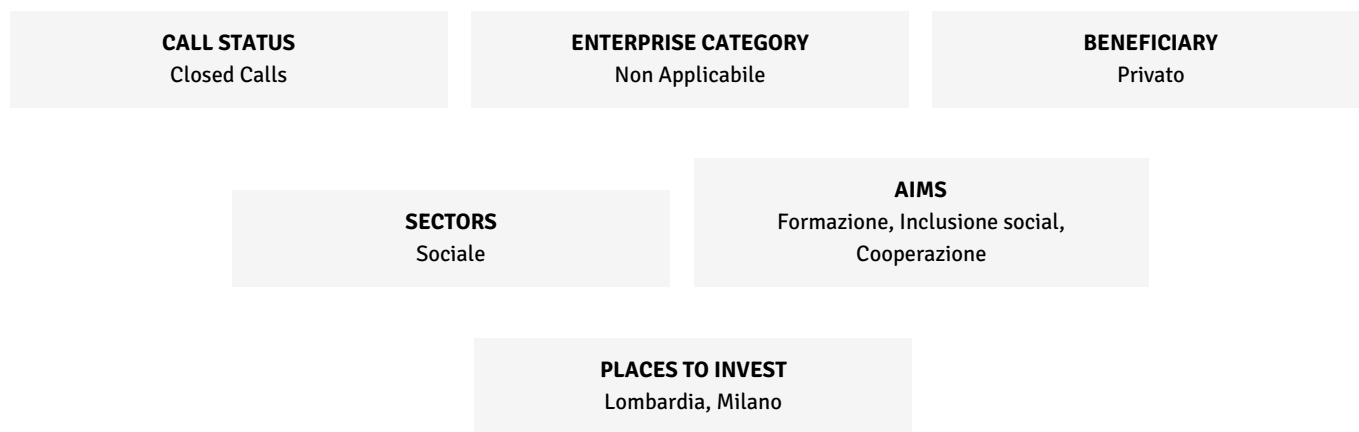 CALL STATUS
Closed Calls
ENTERPRISE CATEGORY
Non Applicabile
BENEFICIARY
Privato
SECTORS
Sociale
AIMS
Formazione, Inclusione social,
Cooperazione
PLACES TO INVEST
Lombardia, Milano